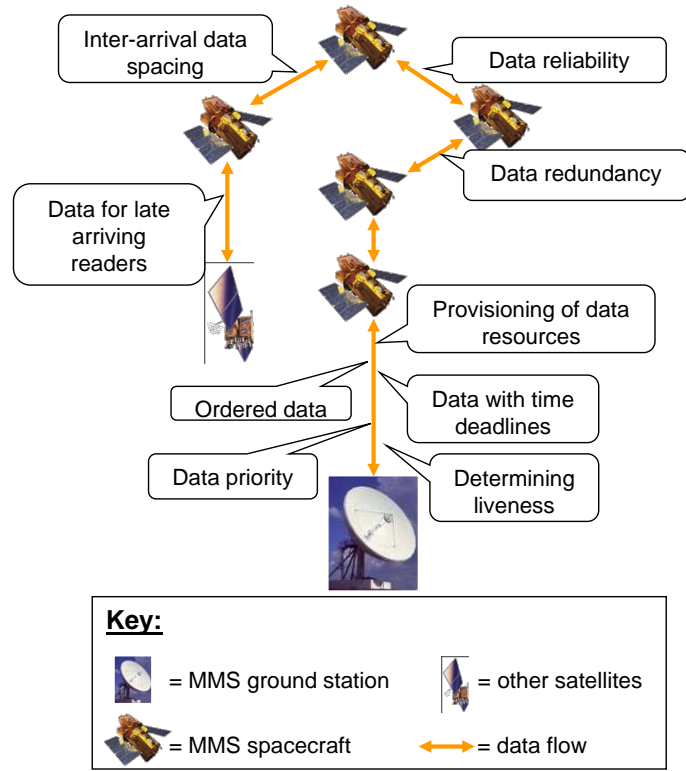 Inter-arrival data
spacing
Data reliability
Data redundancy
Data for late
arriving
readers
Provisioning of data
resources
Ordered data
Data with time
deadlines
Data priority
Determining
liveness
Key:
= MMS ground station
= other satellites
= MMS spacecraft
= data flow